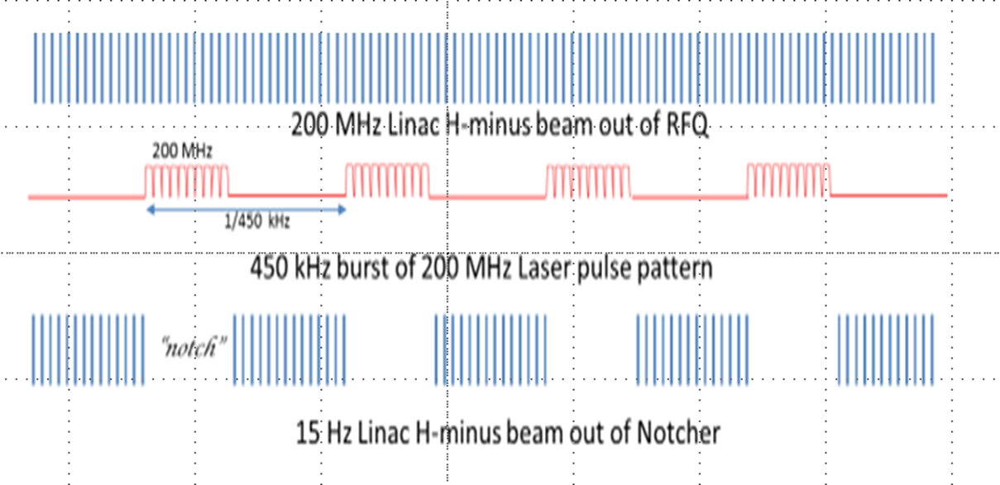 200 MHz Linac H-minus beam out of RFQ
200 MHz
1/450 kHz
450 kHz burst of 200 MHz Laser pulse pattern
“notch”
15 Hz Linac H-minus beam out of Notcher